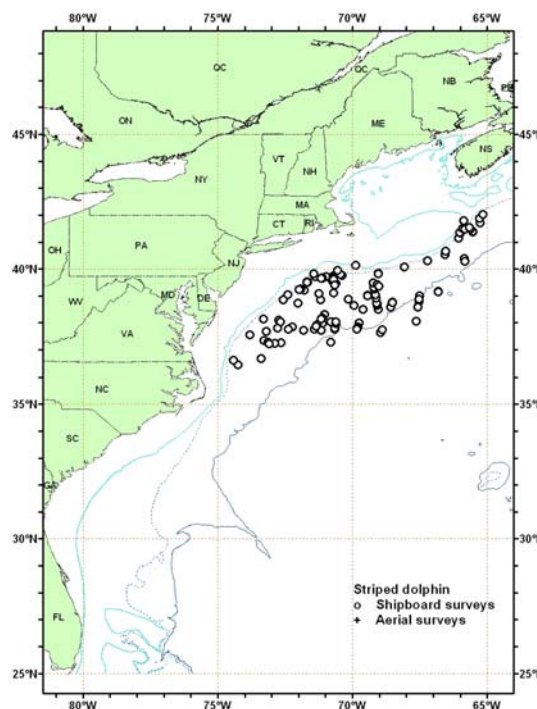 80°W 75°W 70°W 65°W
QC QC NB PE
ON ME
45°N 45°N
NS
VT NH
NY MA
CT RI
PA
OH NJ
40°N 40°N
WV MD DE
VA
NC
35°N 35°N
SC
GA
30°N 30°N
FL
Striped dolphin
Shipboard surveys
Aerial surveys
25°N 25°N
80°W 75°W 70°W 65°W